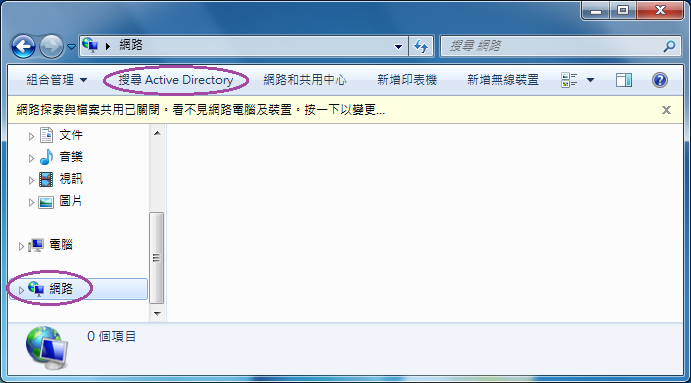 網路
搜尋 網路
組合管理 搜尋 Active Directory 網路和共用中心 新增印表機 新增無線裝置
網路探索與檔案共用已關閉。看不見網路電腦及裝置。按一下以變更...
文件
音樂
視訊
圖片
電腦
網路
0 個項目